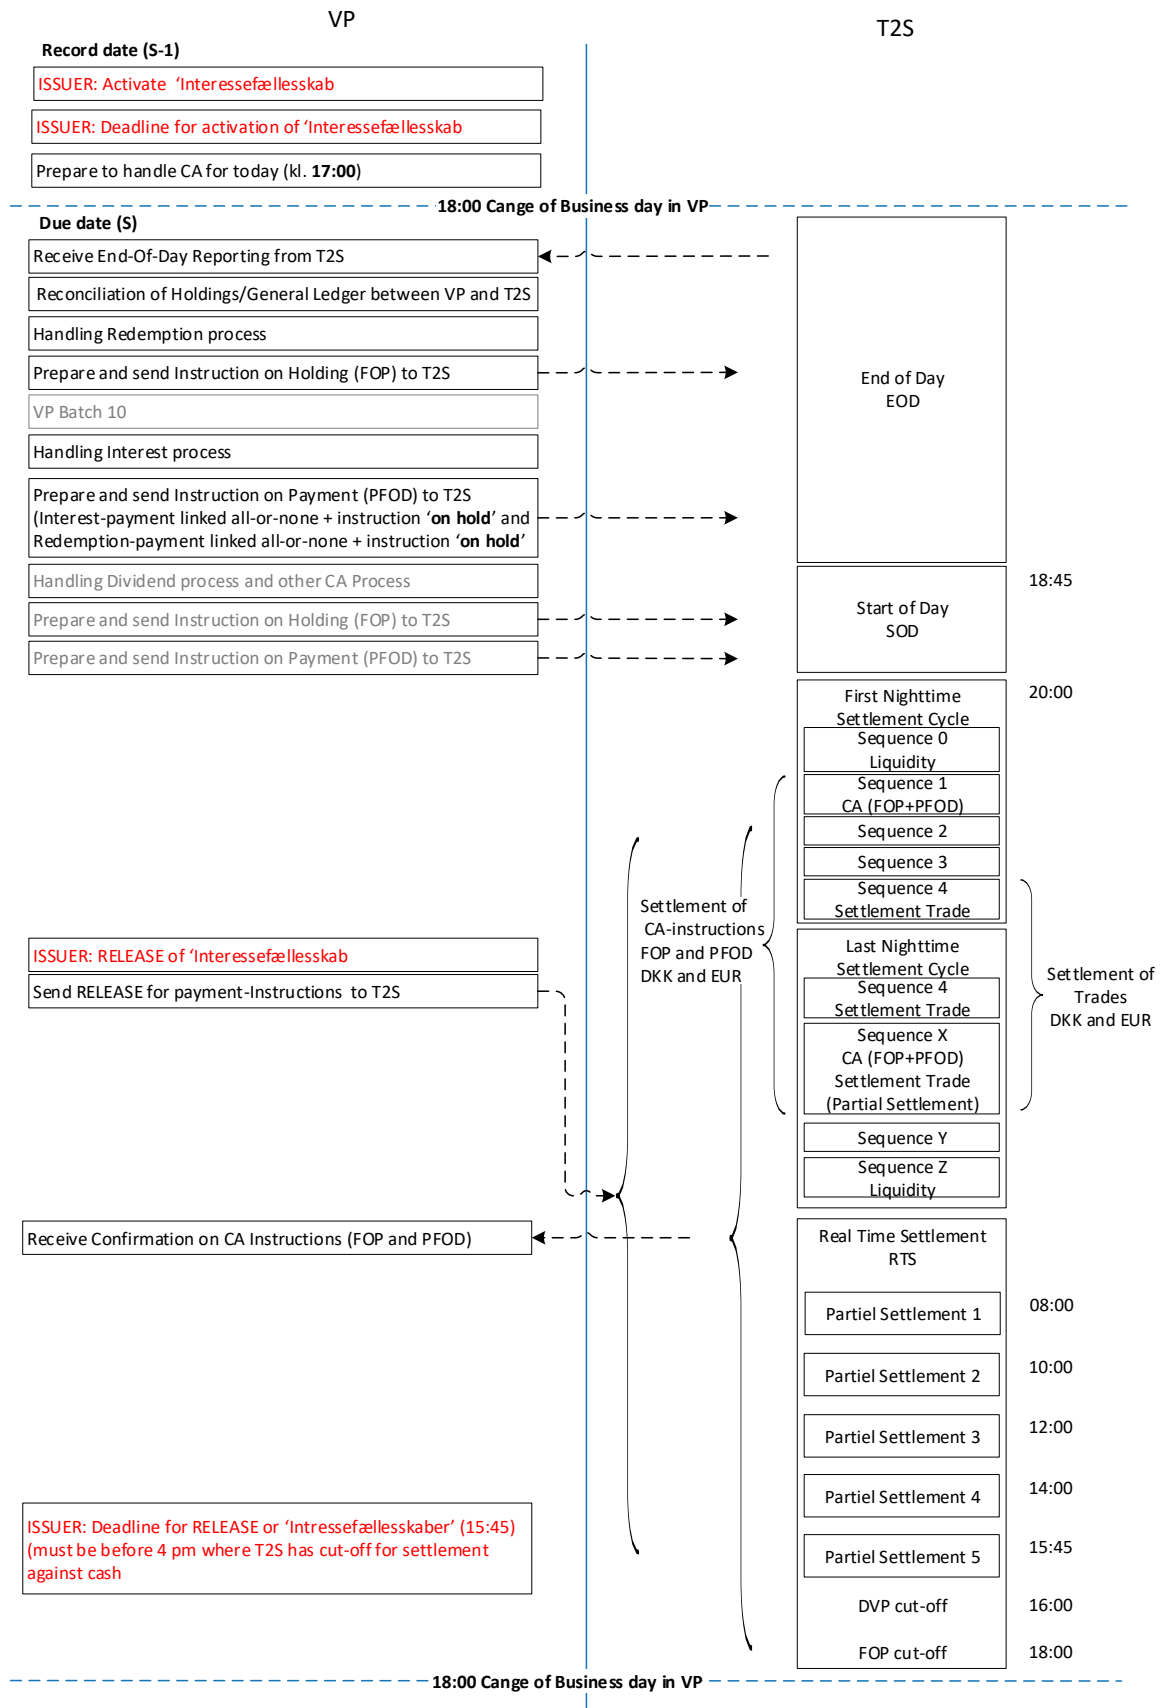 VP
T2S
Record date (S-1)
ISSUER: Activate ‘Interessefællesskab
ISSUER: Deadline for activation of ‘Interessefællesskab
Prepare to handle CA for today (kl. 17:00)
18:00 Cange of Business day in VP
Due date (S)
Receive End-Of-Day Reporting from T2S
Reconciliation of Holdings/General Ledger between VP and T2S
Handling Redemption process
Prepare and send Instruction on Holding (FOP) to T2S
VP Batch 10
Handling Interest process
Prepare and send Instruction on Payment (PFOD) to T2S
(Interest-payment linked all-or-none + instruction ‘on hold’ and
Redemption-payment linked all-or-none + instruction ‘on hold’
Handling Dividend process and other CA Process
Prepare and send Instruction on Holding (FOP) to T2S
Prepare and send Instruction on Payment (PFOD) to T2S
End of Day
EOD
Start of Day
SOD
18:45
First Nighttime
Settlement Cycle
20:00
Sequence 0
Liquidity
Sequence 1
CA (FOP+PFOD)
Sequence 2
Sequence 3
Sequence 4
Settlement Trade
Settlement of
CA-instructions
FOP and PFOD
DKK and EUR
ISSUER: RELEASE of ‘Interessefællesskab
Send RELEASE for payment-Instructions to T2S
Last Nighttime
Settlement Cycle
Sequence 4
Settlement Trade
Sequence X
CA (FOP+PFOD)
Settlement Trade
(Partial Settlement)
Sequence Y
Sequence Z
Liquidity
Settlement of
Trades
DKK and EUR
Receive Confirmation on CA Instructions (FOP and PFOD)
Real Time Settlement
RTS
Partiel Settlement 1
08:00
Partiel Settlement 2
10:00
Partiel Settlement 3
12:00
Partiel Settlement 4
14:00
ISSUER: Deadline for RELEASE or ‘Intressefællesskaber’ (15:45)
(must be before 4 pm where T2S has cut-off for settlement
against cash
Partiel Settlement 5
15:45
DVP cut-off
16:00
FOP cut-off
18:00
18:00 Cange of Business day in VP